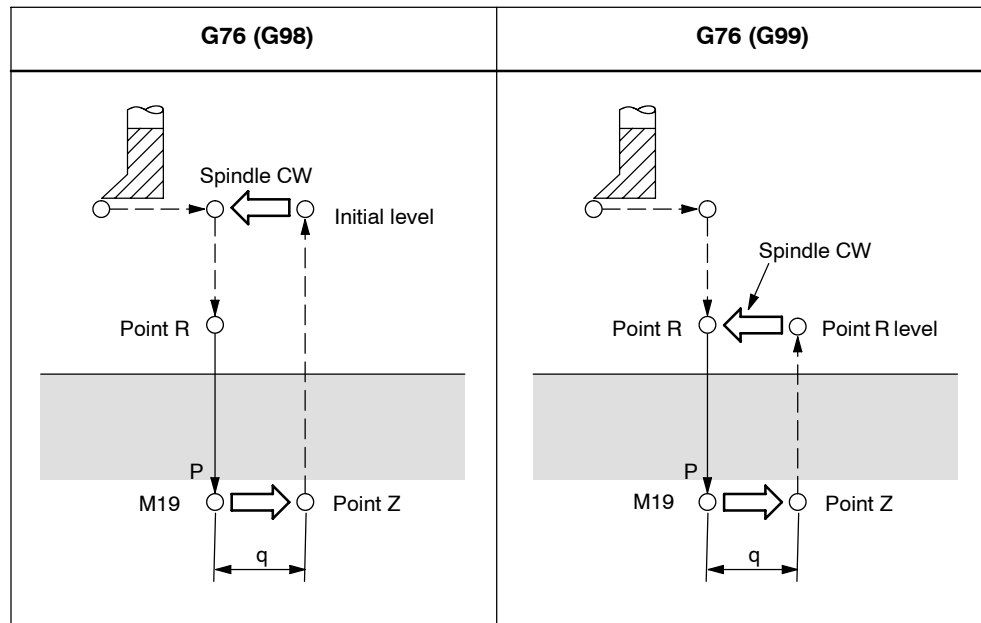 G76 (G98)
Spindle CW
Initial level
Point R
P
M19
Point Z
q
G76 (G99)
Spindle CW
Point R
Point R level
P
M19
Point Z
q